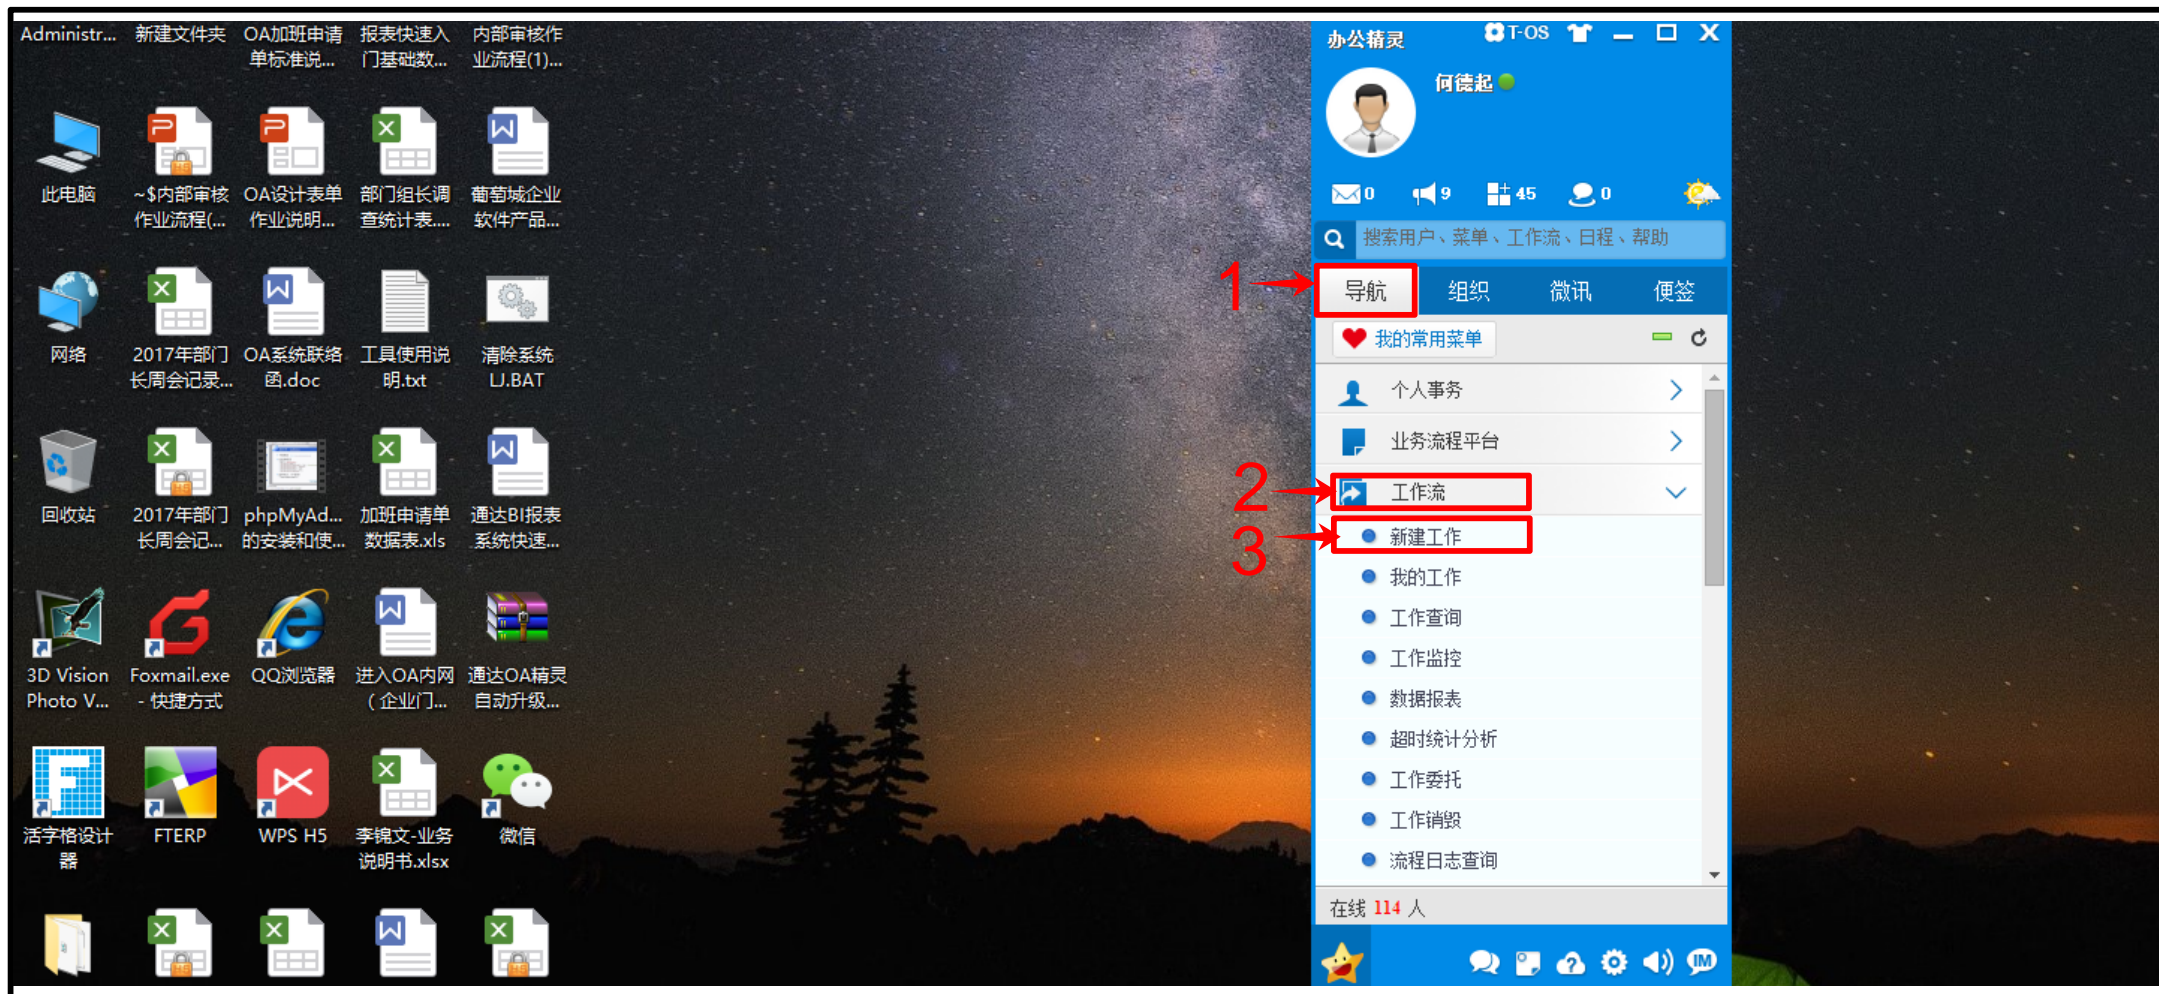 Administr... 新建文件夹 OA加班申请 报表快速入 内部审核作
单标准说... 门基础数... 业流程(1)...
此电脑 ~$内部审核 OA设计表单 部门组长调 葡萄城企业
作业流程(... 作业说明... 查统计表.... 软件产品...
网络 2017年部门 OA系统联络 工具使用说 清除系统
长周会记录... 函.doc 明.txt LJ.BAT
回收站 2017年部门 phpMyAd... 加班申请单 通达BI报表
长周会记... 的安装和使... 数据表.xls 系统快速...
3D Vision Foxmail.exe QQ浏览器 进入OA内网 通达OA精灵
Photo V... - 快捷方式 （企业门... 自动升级...
活字格设计 FTERP WPS H5 李锦文-业务 微信
器 说明书.xlsx
办公精灵 T-OS
何德起
0 9 45 0
搜索用户、菜单、工作流、日程、帮助
1 导航 组织 微讯 便签
我的常用菜单
个人事务
业务流程平台
2 工作流
3 新建工作
我的工作
工作查询
工作监控
数据报表
超时统计分析
工作委托
工作销毁
流程日志查询
在线 114 人
IM